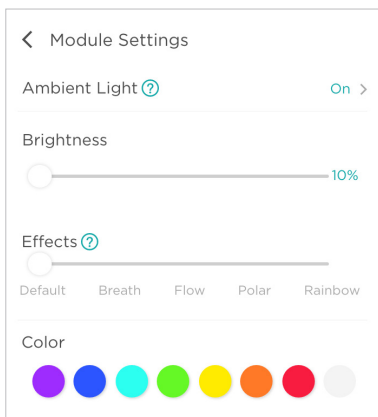 Module Settings
Ambient Light ? On
Brightness
10%
Effects ?
Default Breath Flow Polar Rainbow
Color